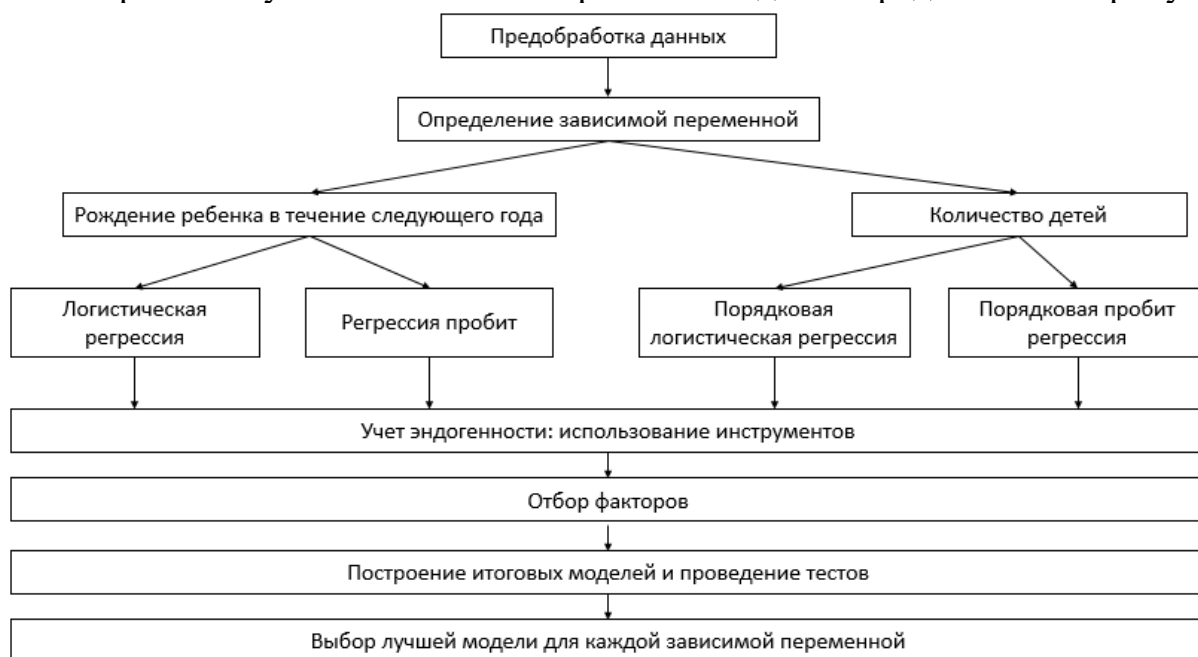 Предобработка данных
Определение зависимой переменной
Рождение ребенка в течение следующего года
Количество детей
Логистическая
регрессия
Регрессия пробит
Порядковая
логистическая регрессия
Порядковая пробит
регрессия
Учет эндогенности: использование инструментов
Отбор факторов
Построение итоговых моделей и проведение тестов
Выбор лучшей модели для каждой зависимой переменной